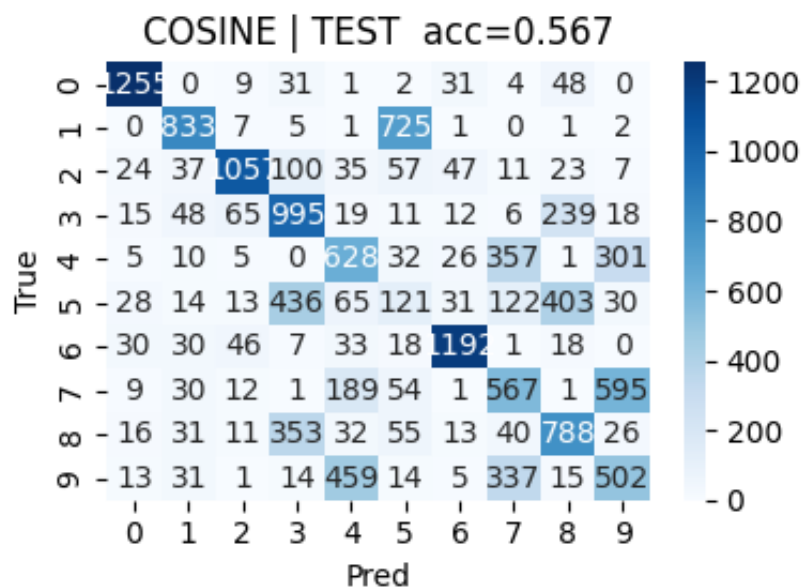 COSINE | TEST  acc=0.567
0 1255 0 9 31 1 2 31 4 48 0
1 0 833 7 5 1 725 1 0 1 2
2 24 37 1057 100 35 57 47 11 23 7
3 15 48 65 995 19 11 12 6 239 18
4 5 10 5 0 628 32 26 357 1 301
5 28 14 13 436 65 121 31 122 403 30
6 30 30 46 7 33 18 1192 1 18 0
7 9 30 12 1 189 54 1 567 1 595
8 16 31 11 353 32 55 13 40 788 26
9 13 31 1 14 459 14 5 337 15 502
0 1 2 3 4 5 6 7 8 9
Pred
True
1200
1000
800
600
400
200
0